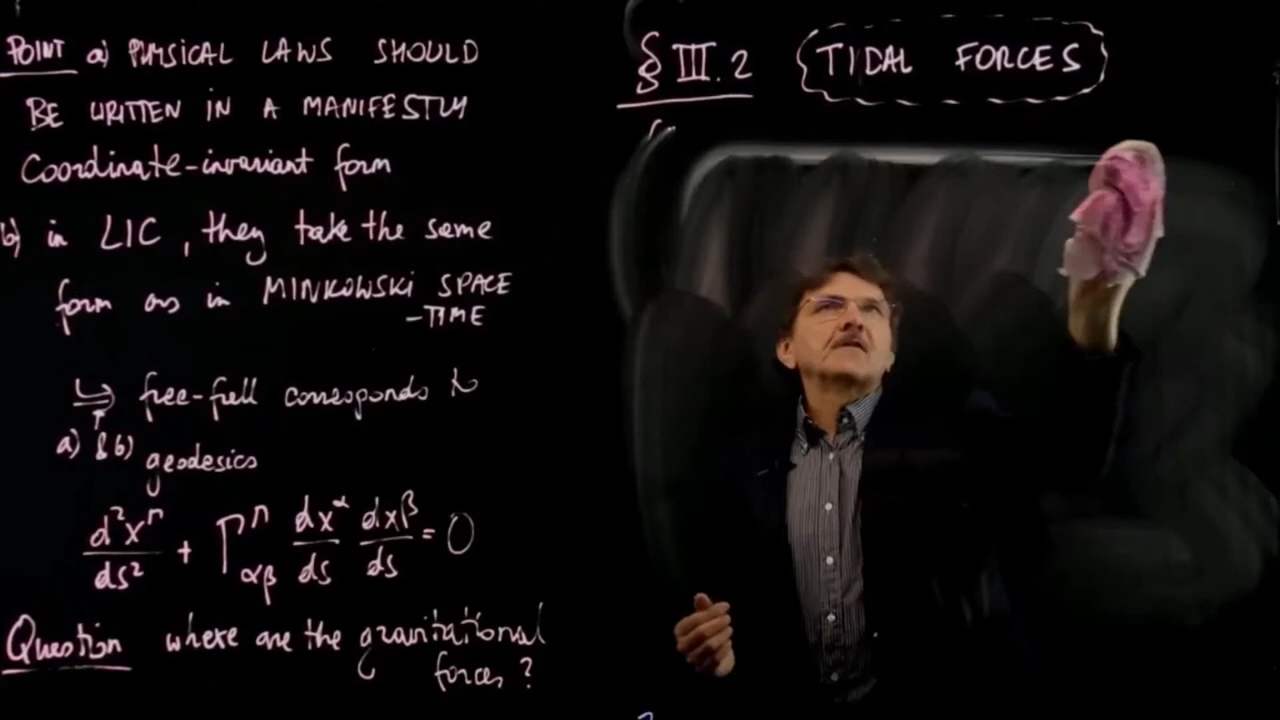 POINT a) PHYSICAL LAWS SHOULD
BE WRITTEN IN A MANIFESTLY
Coordinate-invariant form
b) in LIC, they take the same
form as in MINKOWSKI SPACE
-TIME
↪ free-fall corresponds to
a) & b)
geodesics
d²x^μ/ds² + Γ^μ_αβ dx^α/ds dx^β/ds = 0
Question where are the gravitational
forces?
§ III.2 TIDAL FORCES